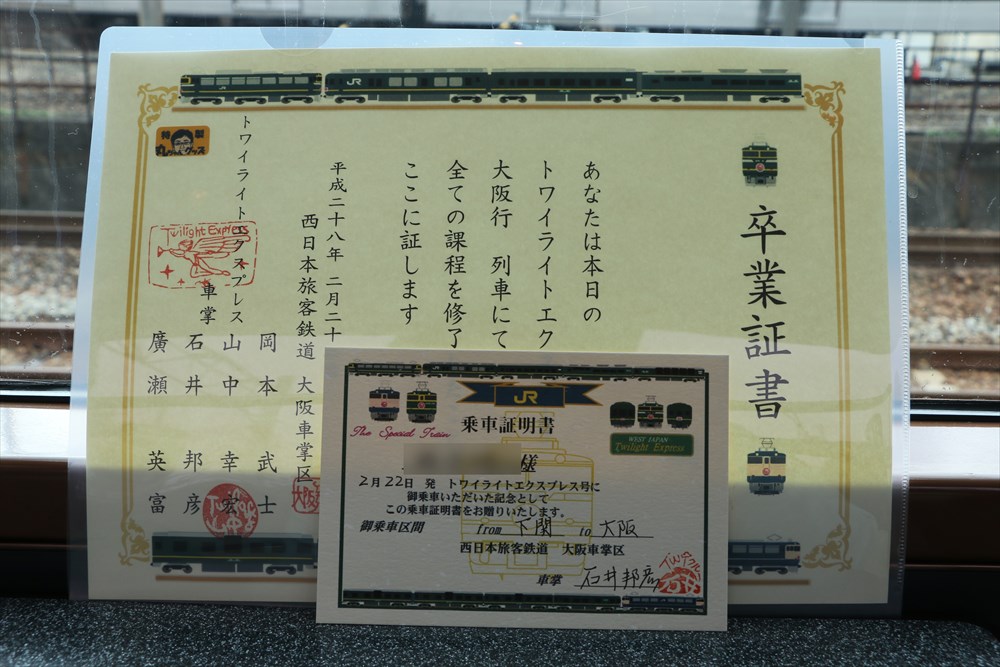 卒業証書
あなたは本日の
トワイライトエク
大阪行 列車にて
全ての課程を修了
ここに証します
平成二十八年 二月二十
西日本旅客鉄道 大阪車掌区
トワイライトエクスプレス
車掌
岡本 武士
山中 幸宏
石井 邦彦
廣瀬 英富
特製
グッズ
Twilight Express
JR
JR
乗車証明書
The Special Train
WEST JAPAN
Twilight Express
様
2月22日 発 トワイライトエクスプレス号に
御乗車いただいた記念として
この乗車証明書をお贈りいたします。
御乗車区間 from 下関 to 大阪
西日本旅客鉄道 大阪車掌区
車掌 石井邦彦